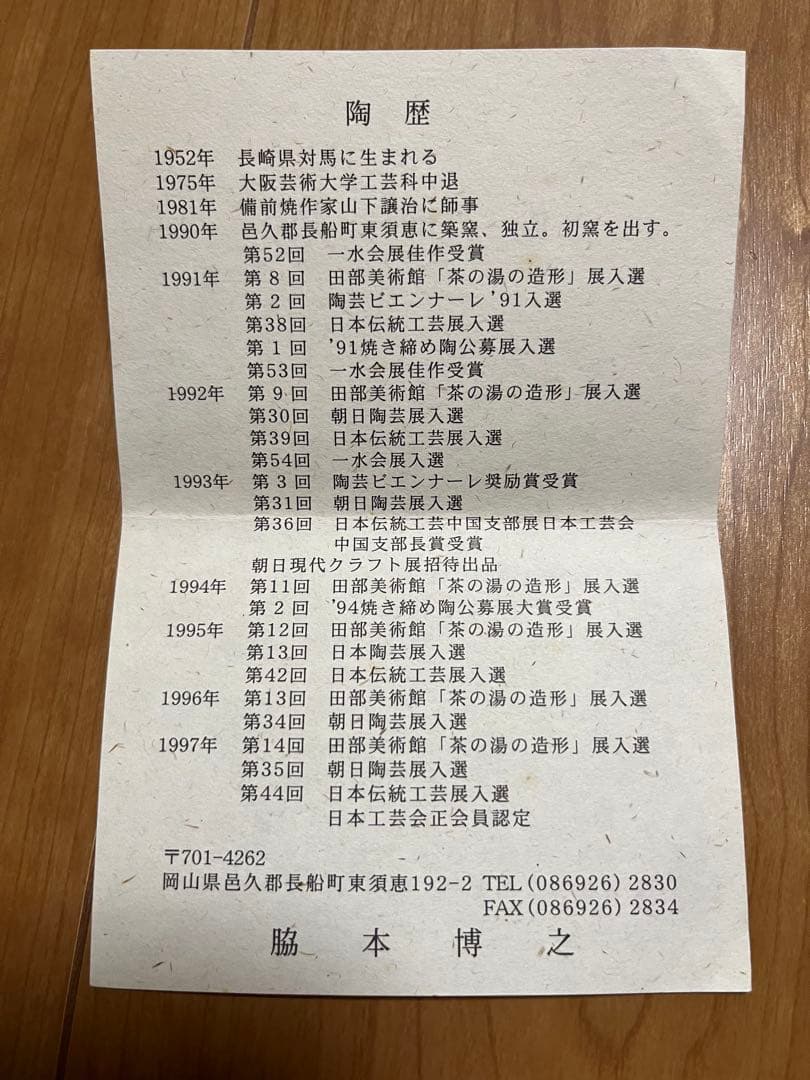 陶歴
1952年 長崎県対馬に生まれる
1975年 大阪芸術大学工芸科中退
1981年 備前焼作家山下譲治に師事
1990年 邑久郡長船町東須恵に築窯、独立。初窯を出す。
第52回 一水会展佳作受賞
1991年 第8回 田部美術館「茶の湯の造形」展入選
第2回 陶芸ビエンナーレ'91入選
第38回 日本伝統工芸展入選
第1回 '91焼き締め陶公募展入選
第53回 一水会展佳作受賞
1992年 第9回 田部美術館「茶の湯の造形」展入選
第30回 朝日陶芸展入選
第39回 日本伝統工芸展入選
第54回 一水会展入選
1993年 第3回 陶芸ビエンナーレ奨励賞受賞
第31回 朝日陶芸展入選
第36回 日本伝統工芸中国支部展日本工芸会
中国支部長賞受賞
朝日現代クラフト展招待出品
1994年 第11回 田部美術館「茶の湯の造形」展入選
第2回 '94焼き締め陶公募展大賞受賞
1995年 第12回 田部美術館「茶の湯の造形」展入選
第13回 日本陶芸展入選
第42回 日本伝統工芸展入選
1996年 第13回 田部美術館「茶の湯の造形」展入選
第34回 朝日陶芸展入選
1997年 第14回 田部美術館「茶の湯の造形」展入選
第35回 朝日陶芸展入選
第44回 日本伝統工芸展入選
日本工芸会正会員認定
〒701-4262
岡山県邑久郡長船町東須恵192-2 TEL(086926)2830
FAX(086926)2834
脇本博之